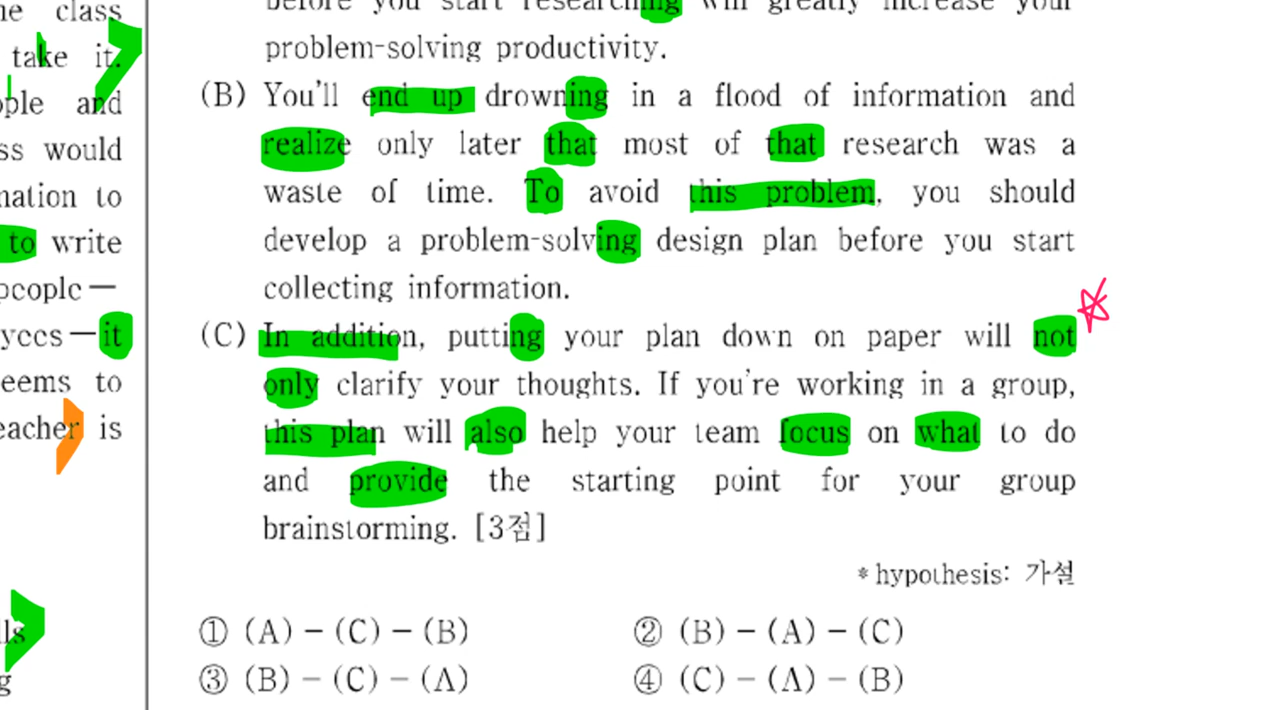 he class
take it.
ple and
ss would
nation to
to write
people—
yees—it
eems to
eacher is
lls
g
before you start researching will greatly increase your
problem-solving productivity.
(B) You'll end up drowning in a flood of information and
realize only later that most of that research was a
waste of time. To avoid this problem, you should
develop a problem-solving design plan before you start
collecting information.
(C) In addition, putting your plan down on paper will not
only clarify your thoughts. If you're working in a group,
this plan will also help your team focus on what to do
and provide the starting point for your group
brainstorming. [3점]
* hypothesis: 가설
① (A) – (C) – (B) ② (B) – (A) – (C)
③ (B) – (C) – (A) ④ (C) – (A) – (B)